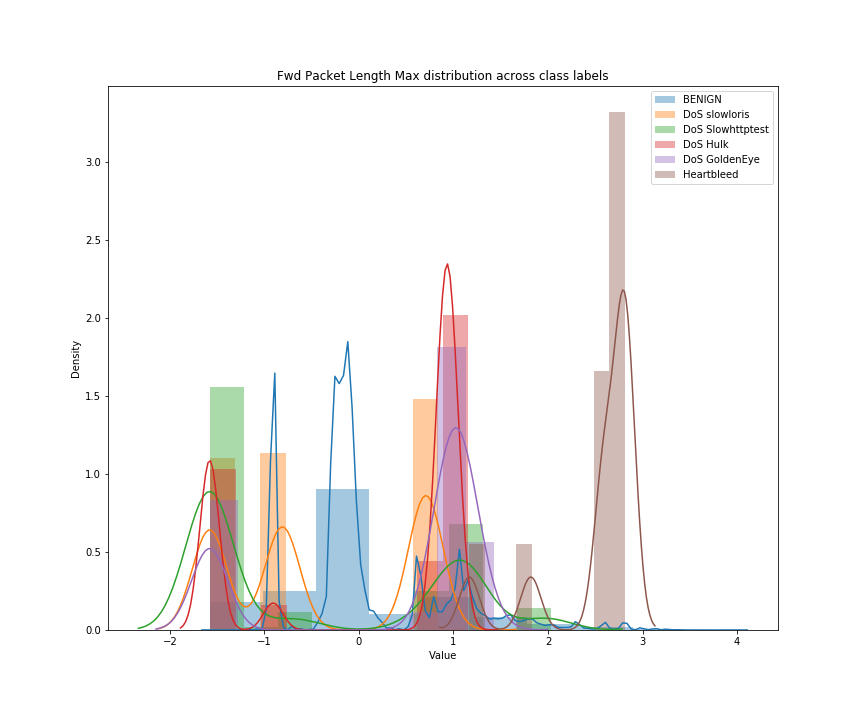 Fwd Packet Length Max distribution across class labels
BENIGN
DoS slowloris
DoS Slowhttptest
DoS Hulk
DoS GoldenEye
Heartbleed
3.0
2.5
2.0
1.5
1.0
0.5
0.0
Density
−2
−1
0
1
2
3
4
Value